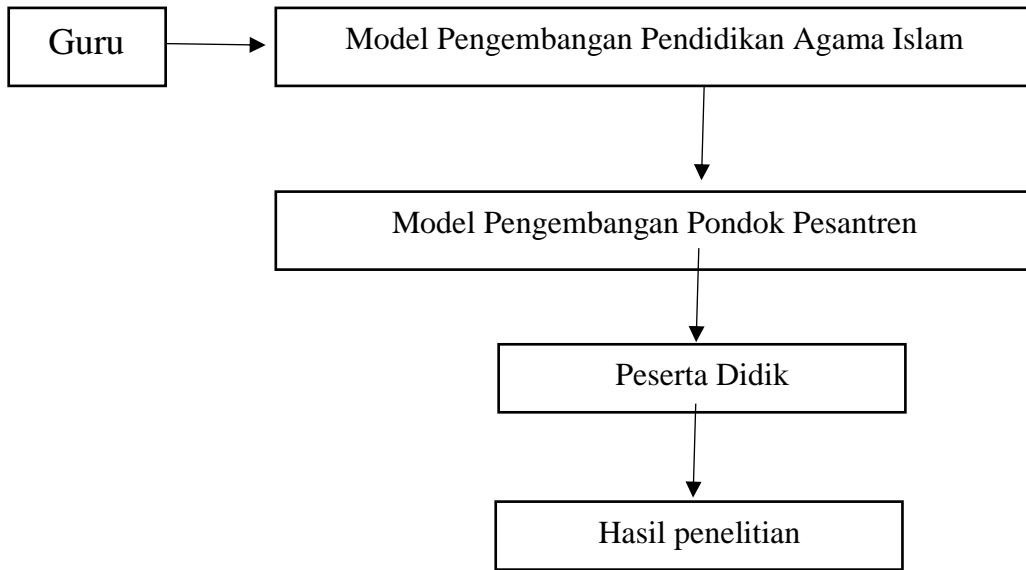 Guru
Model Pengembangan Pendidikan Agama Islam
Model Pengembangan Pondok Pesantren
Peserta Didik
Hasil penelitian